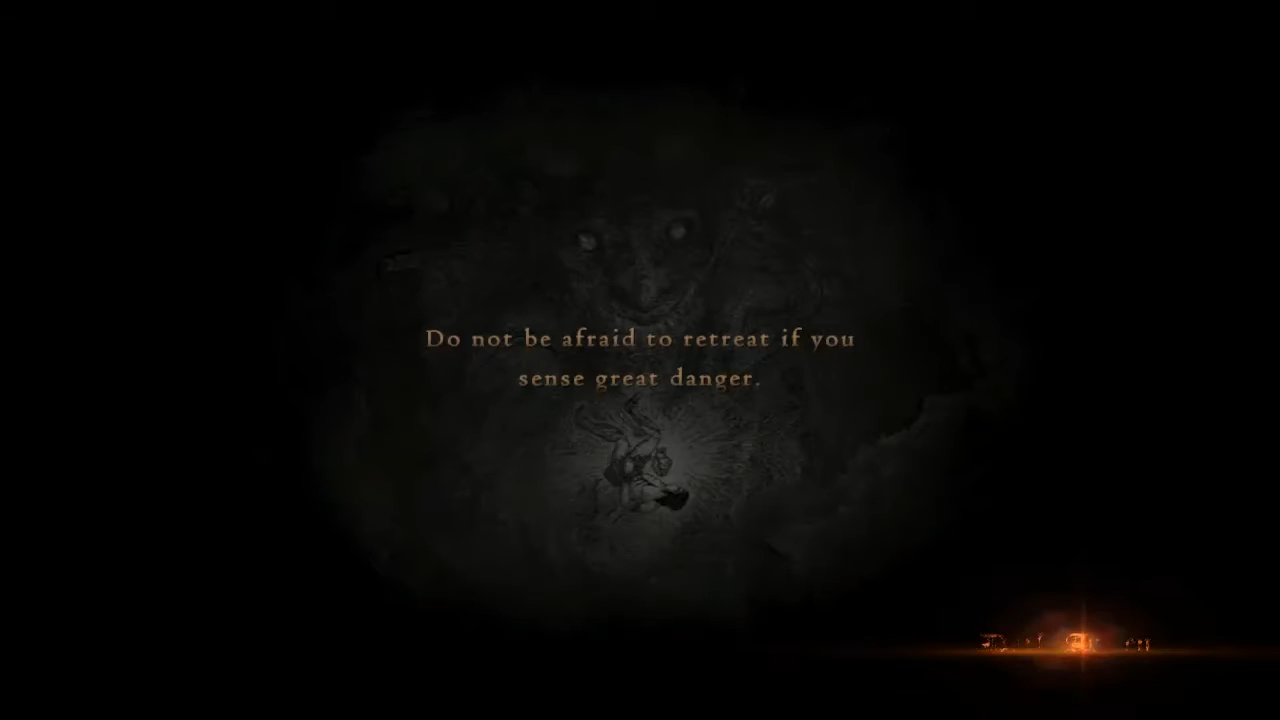 Do not be afraid to retreat if you
sense great danger.